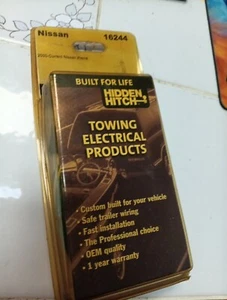 Nissan 16244
BUILT FOR LIFE
HIDDEN
HITCH
TOWING
ELECTRICAL
PRODUCTS
• Custom built for your vehicle
• Safe trailer wiring
• Fast installation
• The Professional choice
• OEM quality
• 1 year warranty